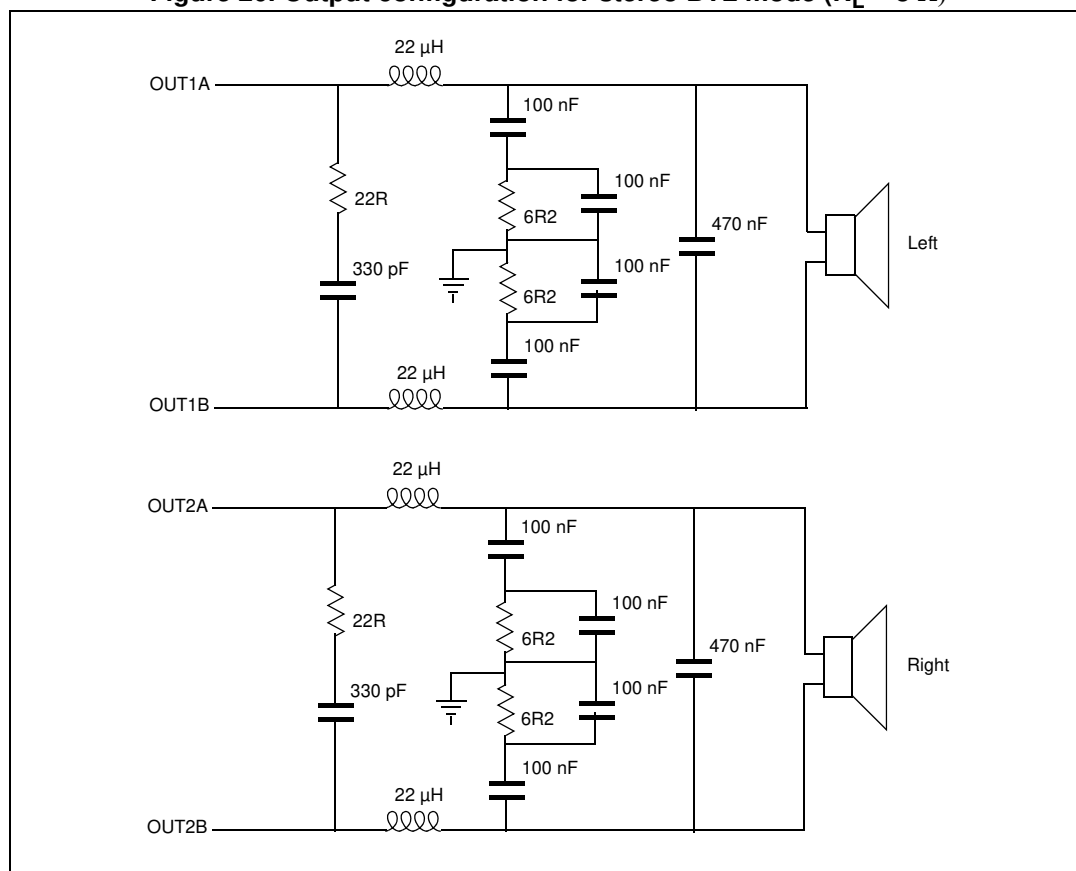 22 µH
OUT1A
100 nF
100 nF
22R
6R2
470 nF
Left
330 pF
100 nF
6R2
100 nF
22 µH
OUT1B
22 µH
OUT2A
100 nF
100 nF
22R
6R2
470 nF
Right
330 pF
100 nF
6R2
100 nF
22 µH
OUT2B